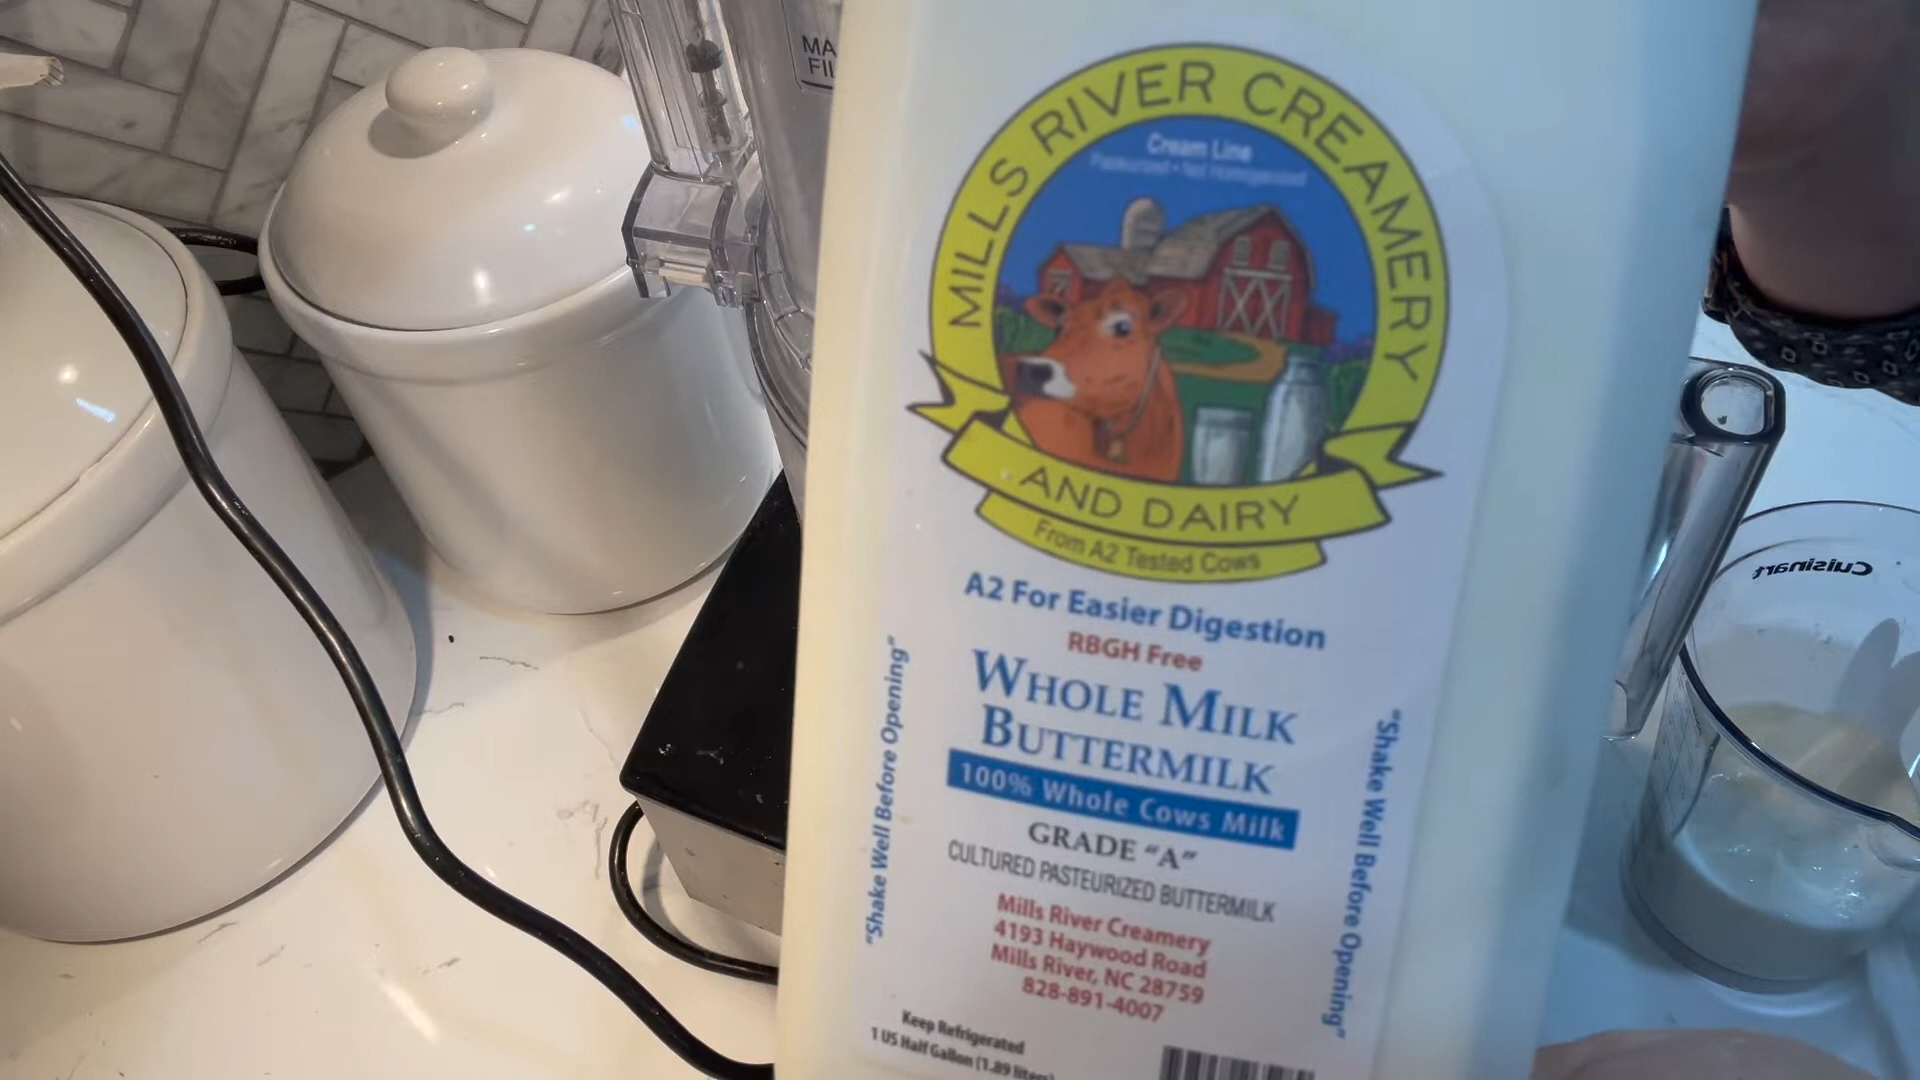 MILLS RIVER CREAMERY
Cream Line
Pasteurized • Not Homogenized
AND DAIRY
From A2 Tested Cows
A2 For Easier Digestion
RBGH Free
WHOLE MILK
BUTTERMILK
100% Whole Cows Milk
GRADE "A"
CULTURED PASTEURIZED BUTTERMILK
Mills River Creamery
4193 Haywood Road
Mills River, NC 28759
828-891-4007
Keep Refrigerated
1 US Half Gallon (1.89 liters)
"Shake Well Before Opening"
"Shake Well Before Opening"
Cuisinart